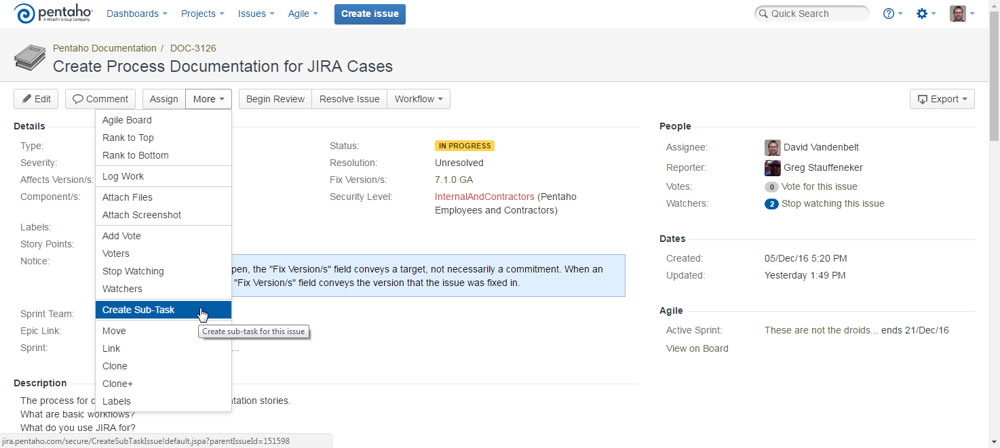 pentaho
A Hitachi Group Company
Dashboards Projects Issues Agile Create issue Quick Search
Pentaho Documentation / DOC-3126
Create Process Documentation for JIRA Cases
Edit Comment Assign More Begin Review Resolve Issue Workflow Export
Agile Board
Rank to Top
Rank to Bottom
Log Work
Attach Files
Attach Screenshot
Add Vote
Voters
Stop Watching
Watchers
Create Sub-Task
Create sub-task for this issue
Move
Link
Clone
Clone+
Labels
Details
Type:
Severity:
Affects Version/s:
Component/s:
Labels:
Story Points:
Notice:
Sprint Team:
Epic Link:
Sprint:
...
Status: IN PROGRESS
Resolution: Unresolved
Fix Version/s: 7.1.0 GA
Security Level: InternalAndContractors (Pentaho
Employees and Contractors)
pen, the "Fix Version/s" field conveys a target, not necessarily a commitment. When an
"Fix Version/s" field conveys the version that the issue was fixed in.
Description
The process for tation stories.
What are basic workflows?
What do you use JIRA for?
People
Assignee: David Vandenbelt
Reporter: Greg Stauffeneker
Votes: 0 Vote for this issue
Watchers: 2 Stop watching this issue
Dates
Created: 05/Dec/16 5:20 PM
Updated: Yesterday 1:49 PM
Agile
Active Sprint: These are not the droids... ends 21/Dec/16
View on Board
jira.pentaho.com/secure/CreateSubTaskIssue!default.jspa?parentIssueId=151598